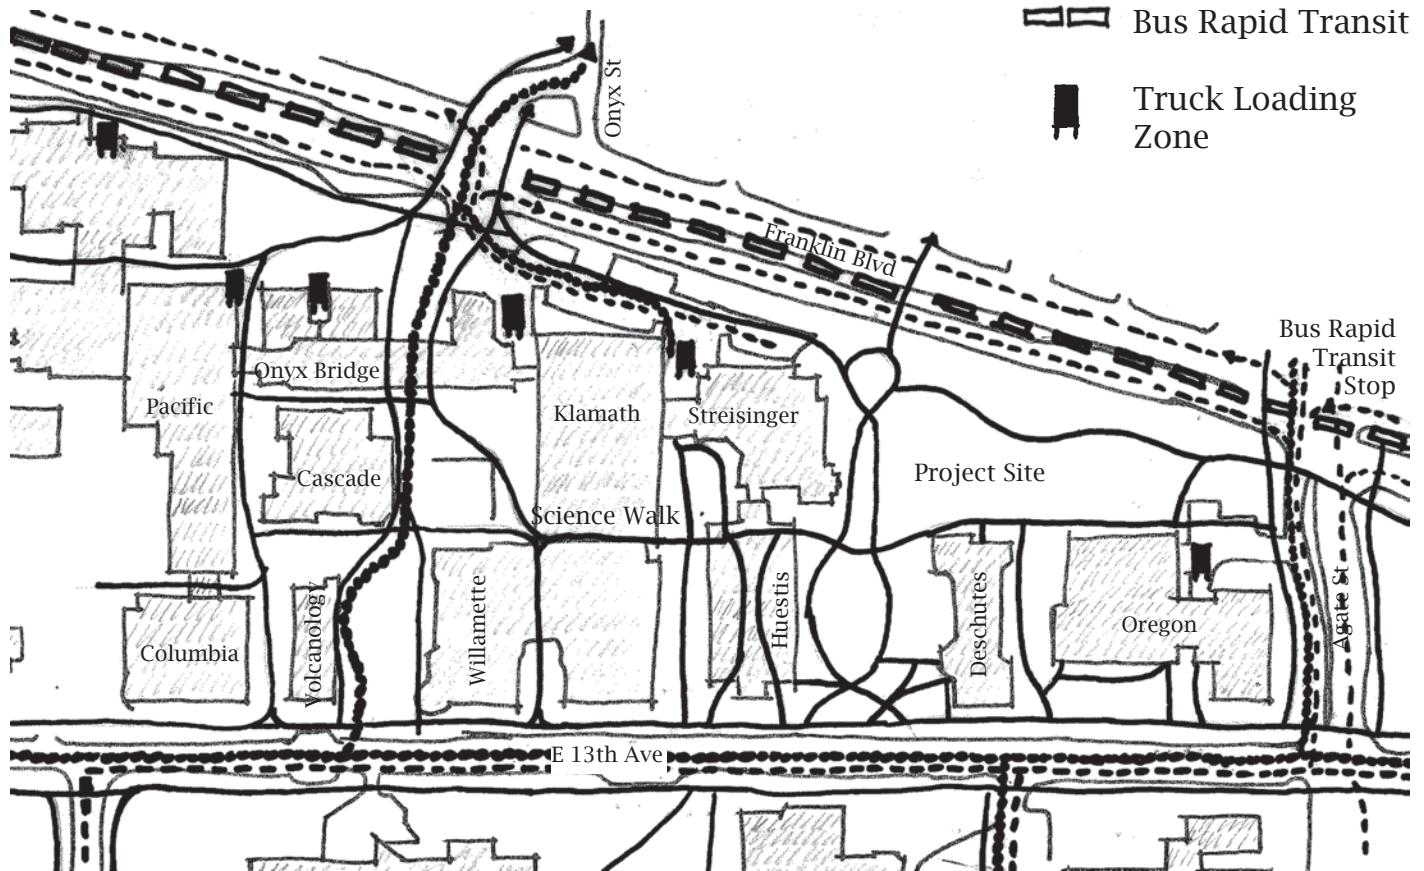 Bus Rapid Transit
Truck Loading
Zone
Onyx St
Franklin Blvd
Bus Rapid
Transit
Stop
Onyx Bridge
Pacific
Klamath
Streisinger
Cascade
Project Site
Science Walk
Volcanology
Willamette
Huestis
Deschutes
Oregon
Agate St
Columbia
E 13th Ave